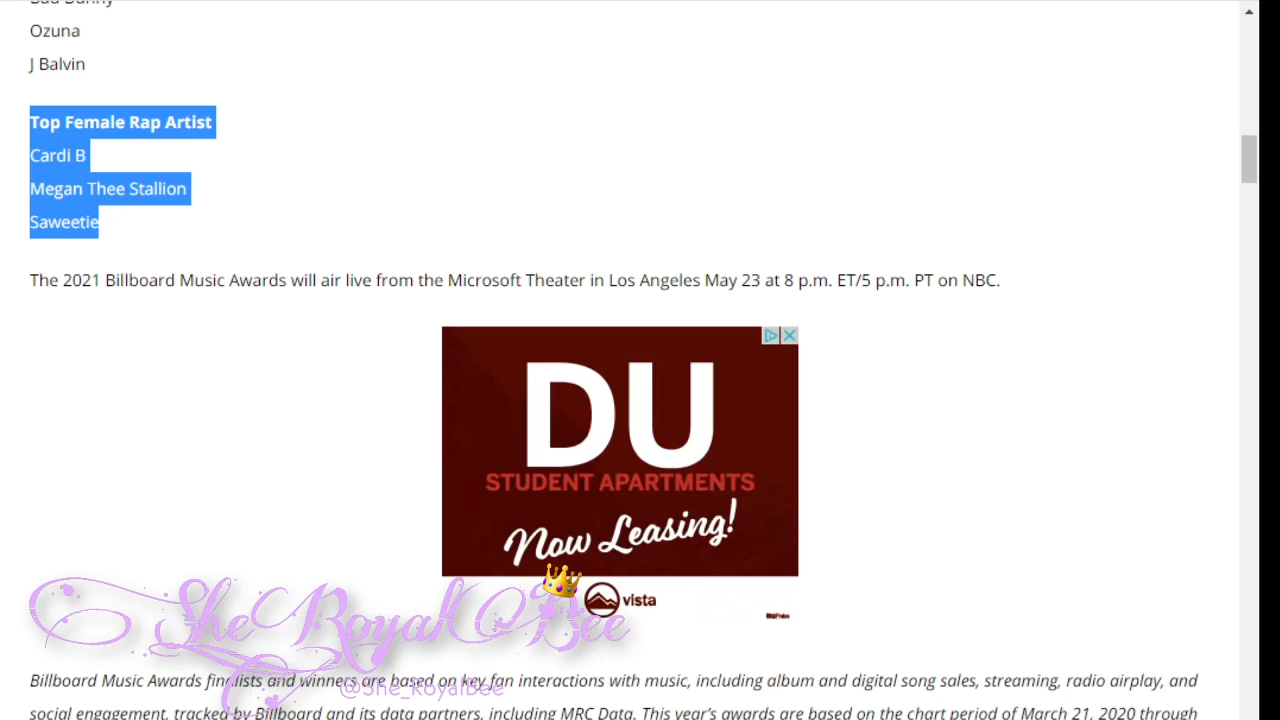 Bad Bunny
Ozuna
J Balvin
Top Female Rap Artist
Cardi B
Megan Thee Stallion
Saweetie
The 2021 Billboard Music Awards will air live from the Microsoft Theater in Los Angeles May 23 at 8 p.m. ET/5 p.m. PT on NBC.
DU
STUDENT APARTMENTS
Now Leasing!
vista
SheRoyalBee
@She_RoyalBee
Billboard Music Awards finalists and winners are based on key fan interactions with music, including album and digital song sales, streaming, radio airplay, and
social engagement, tracked by Billboard and its data partners, including MRC Data. This year's awards are based on the chart period of March 21, 2020 through